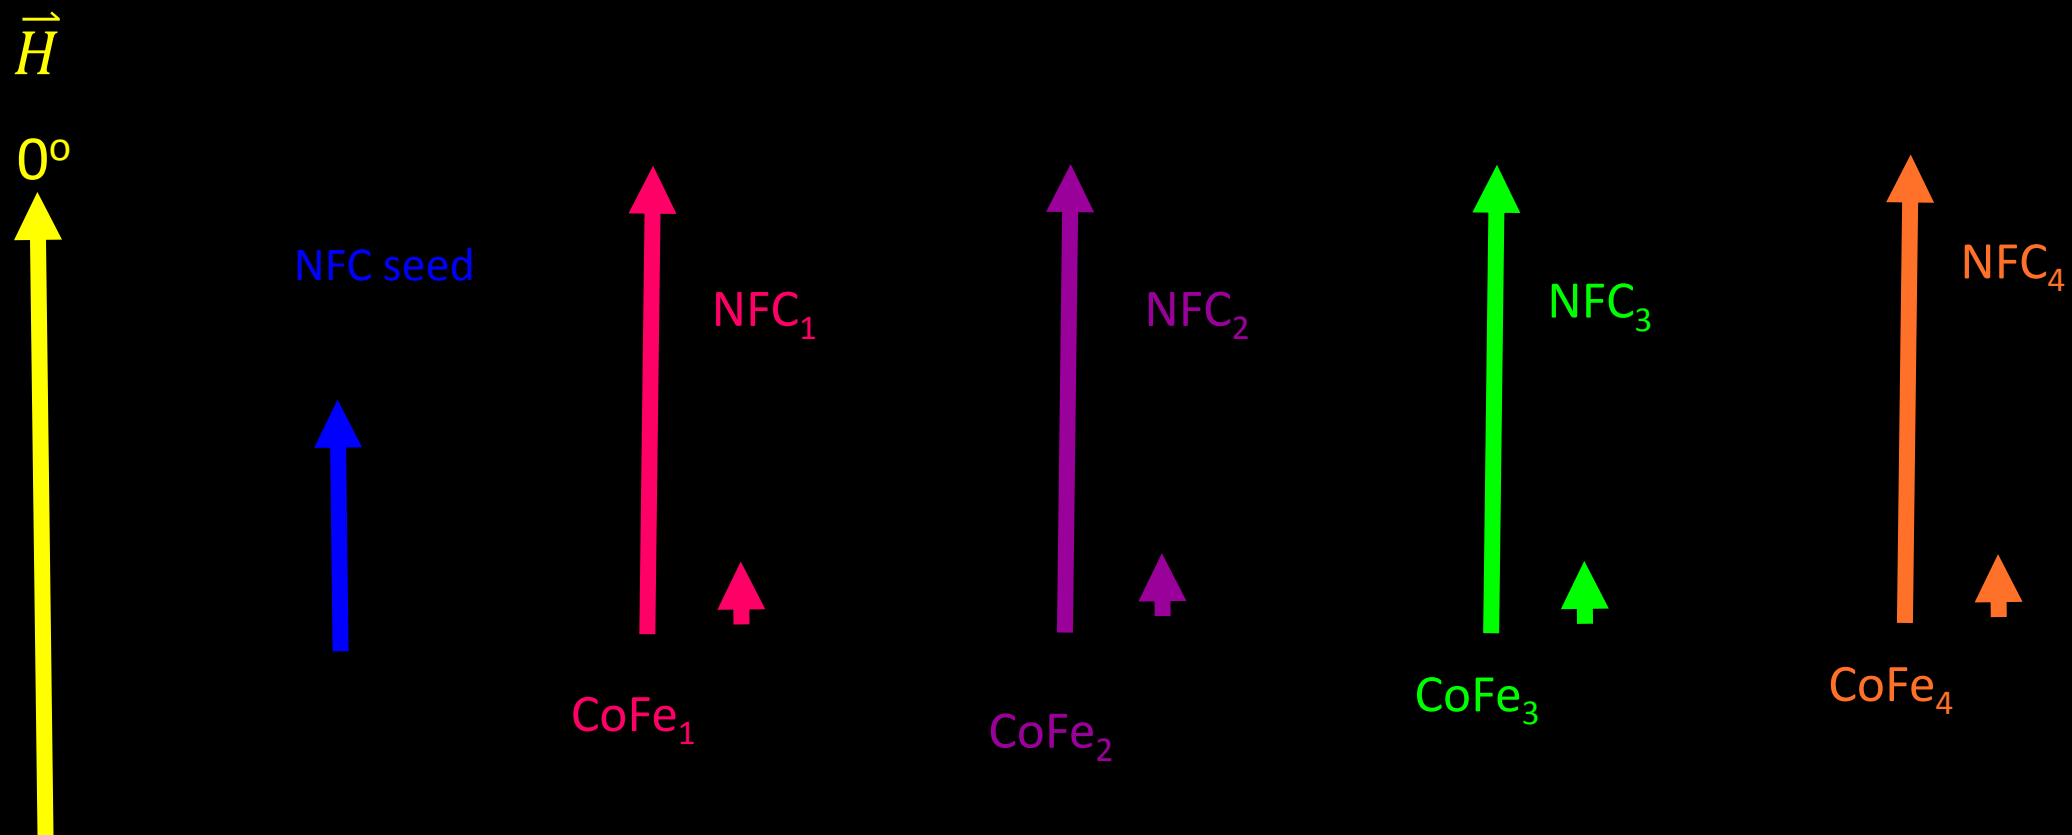 H⃗
0º
NFC seed
NFC₁
NFC₂
NFC₃
NFC₄
CoFe₁
CoFe₂
CoFe₃
CoFe₄